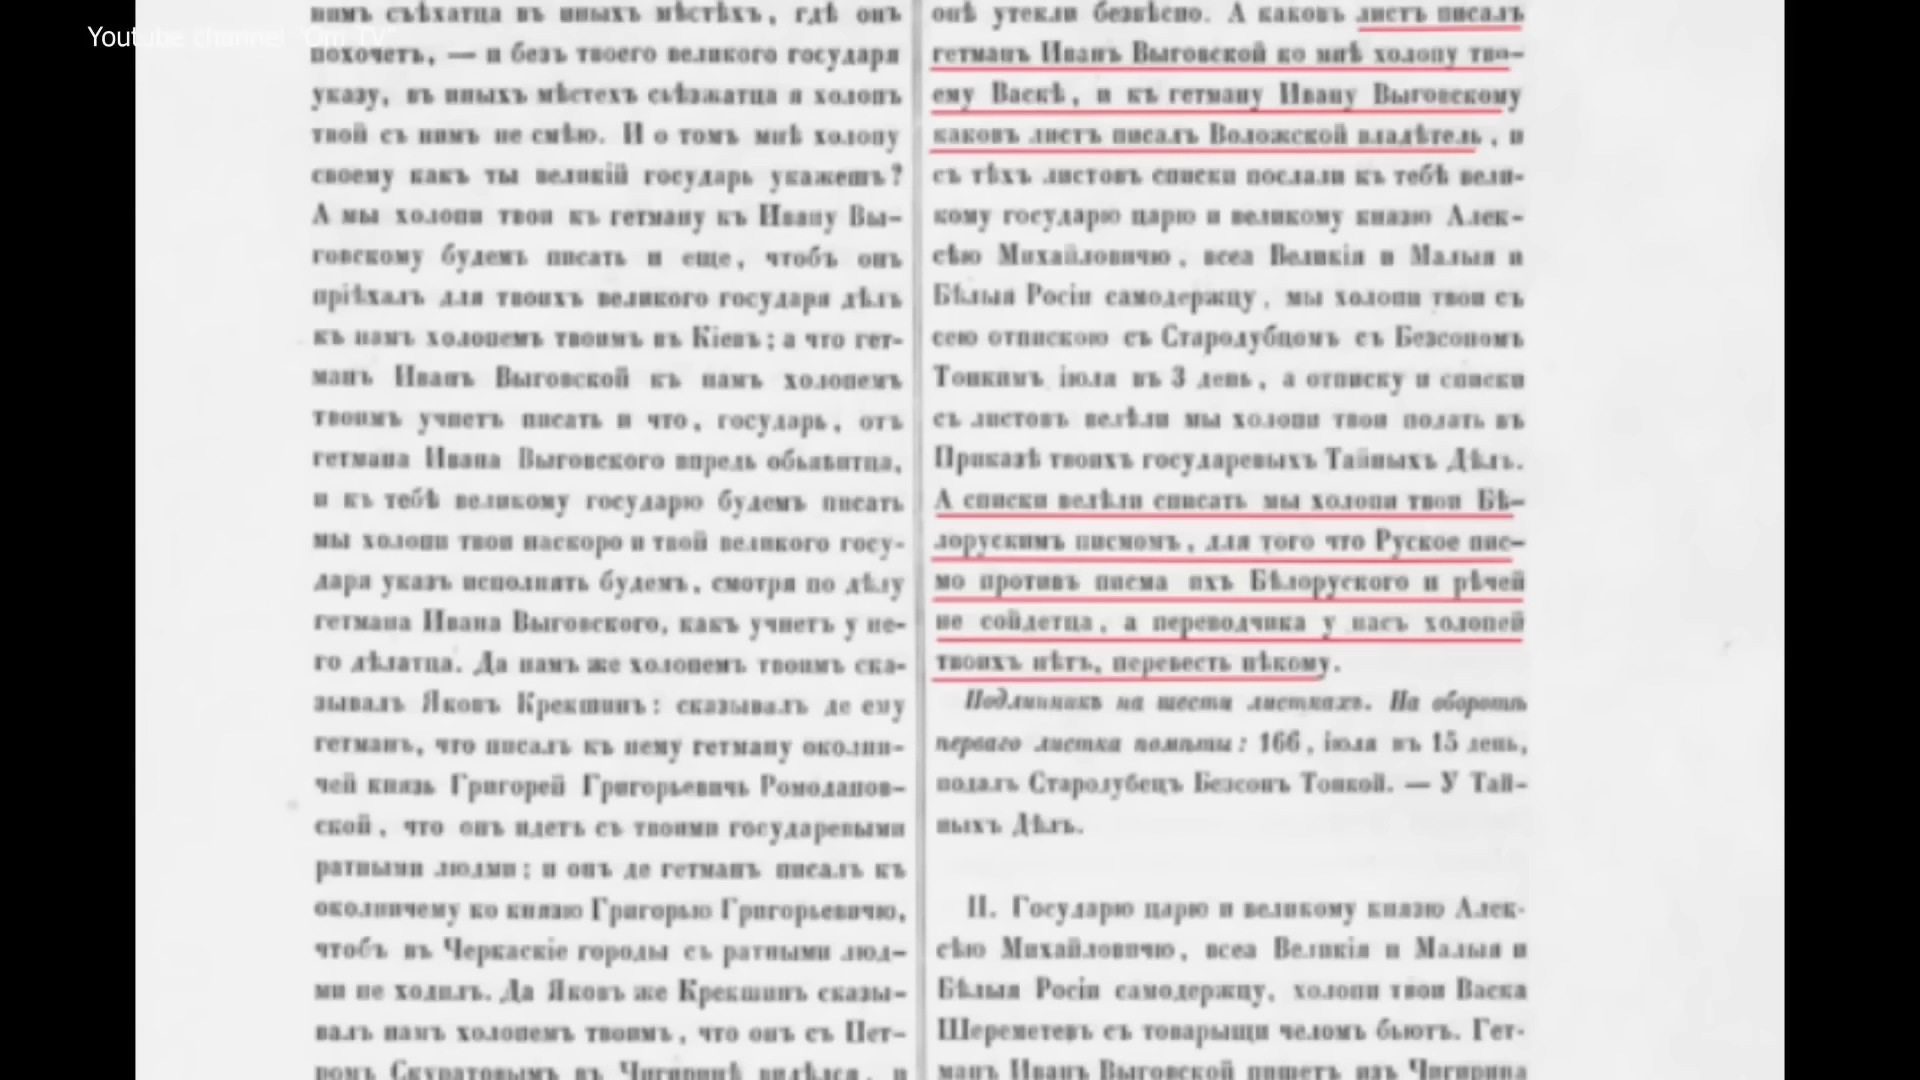 Youtube channel "Om TV"
нимъ съѣхатца въ иныхъ мѣстѣхъ, гдѣ онъ
похочетъ, — и безъ твоего великого государя
указу, въ иныхъ мѣстехъ съѣзжатца я холопъ
твой съ нимъ не смѣю. И о томъ мнѣ холопу
своему какъ ты великій государь укажешъ?
А мы холопи твои къ гетману къ Ивану Вы-
говскому будемъ писать и еще, чтобъ онъ
пріѣхалъ для твоихъ великого государя дѣлъ
къ намъ холопемъ твоимъ въ Кіевъ; а что гет-
манъ Иванъ Выговской къ намъ холопемъ
твоимъ учнетъ писать и что, государь, отъ
гетмана Ивана Выговского впредь обьявитца,
и къ тебѣ великому государю будемъ писать
мы холопи твои наскоро и твой великого госу-
даря указъ исполнять будемъ, смотря по дѣлу
гетмана Ивана Выговского, какъ учнетъ у не-
го дѣлатца. Да намъ же холопемъ твоимъ ска-
зывалъ Яковъ Крекшинъ: сказывалъ де ему
гетманъ, что писалъ къ нему гетману околни-
чей князь Григорей Григорьевичь Ромоданов-
ской, что онъ идетъ съ твоими государевыми
ратными людми; и онъ де гетманъ писалъ къ
околничему ко князю Григорью Григорьевичю,
чтобъ въ Черкаскіе городы съ ратными люд-
ми не ходилъ. Да Яковъ же Крекшинъ сказы-
валъ намъ холопемъ твоимъ, что онъ съ Пет-
ромъ Скуратовымъ въ Чигиринѣ видѣлся, и
онѣ утекли безвѣсно. А каковъ листъ писалъ
гетманъ Иванъ Выговской ко мнѣ холопу тво-
ему Васкѣ, и къ гетману Ивану Выговскому
каковъ листъ писалъ Воложской владѣтель, и
съ тѣхъ листовъ списки послали къ тебѣ вели-
кому государю царю и великому князю Алек-
сѣю Михайловичю, всеа Великія и Малыя и
Бѣлыя Росіи самодержцу, мы холопи твои съ
сею отпискою съ Стародубцомъ съ Безсономъ
Тонкимъ іюля въ 3 день, а отписку и списки
съ листовъ велѣли мы холопи твои подать въ
Приказѣ твоихъ государевыхъ Тайныхъ Дѣлъ.
А списки велѣли списать мы холопи твои Бѣ-
лорускимъ писмомъ, для того что Руское пис-
мо противъ писма ихъ Бѣлоруского и рѣчей
не сойдетца, а переводчика у насъ холопей
твоихъ нѣтъ, перевесть нѣкому.
Подлинникъ на шести листкахъ. На оборотѣ
перваго листка помѣты: 166, іюля въ 15 день,
подалъ Стародубецъ Безсонъ Тонкой. — У Тай-
ныхъ Дѣлъ.
II. Государю царю и великому князю Алек-
сѣю Михайловичю, всеа Великія и Малыя и
Бѣлыя Росіи самодержцу, холопи твои Васка
Шереметевъ съ товарыщи челомъ бьютъ. Гет-
манъ Иванъ Выговской пишетъ изъ Чигирина